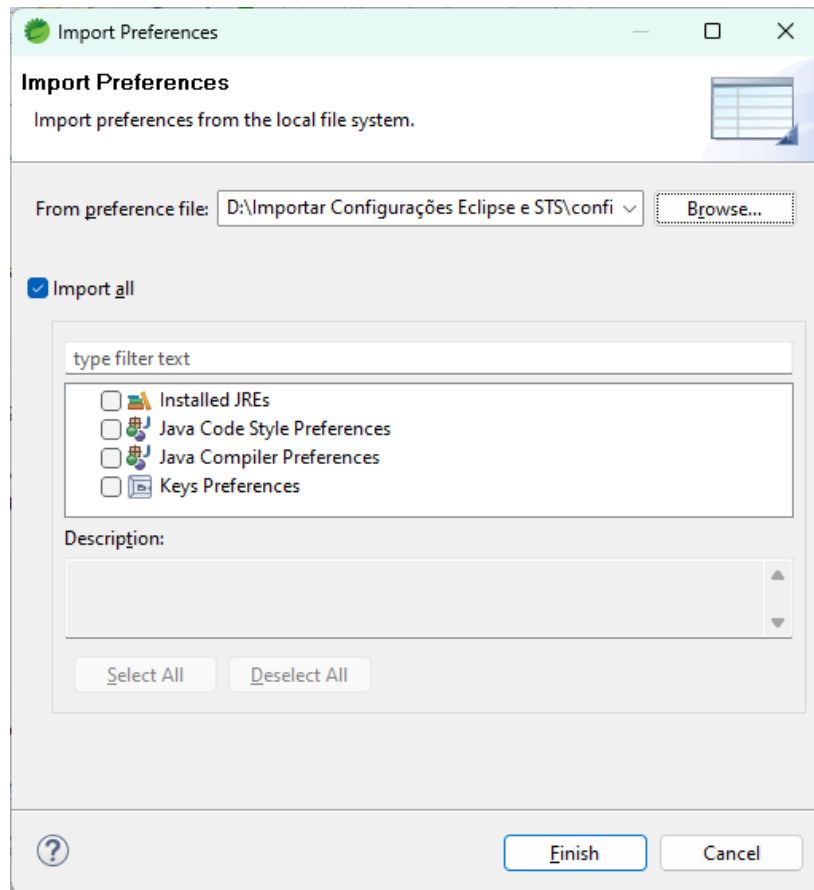 Import Preferences
Import Preferences
Import preferences from the local file system.
From preference file: D:\Importar Configurações Eclipse e STS\confi Browse...
Import all
type filter text
Installed JREs
Java Code Style Preferences
Java Compiler Preferences
Keys Preferences
Description:
Select All Deselect All
? Finish Cancel